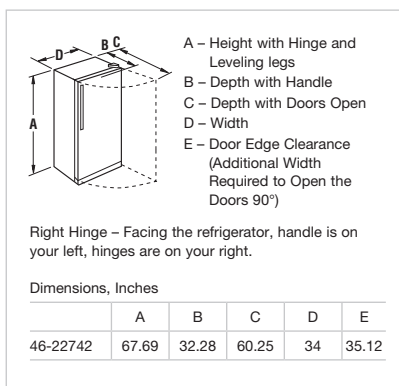 D
B C
A
A – Height with Hinge and
Leveling legs
B – Depth with Handle
C – Depth with Doors Open
D – Width
E – Door Edge Clearance
(Additional Width
Required to Open the
Doors 90°)
Right Hinge – Facing the refrigerator, handle is on
your left, hinges are on your right.
Dimensions, Inches
A B C D E
46-22742 67.69 32.28 60.25 34 35.12